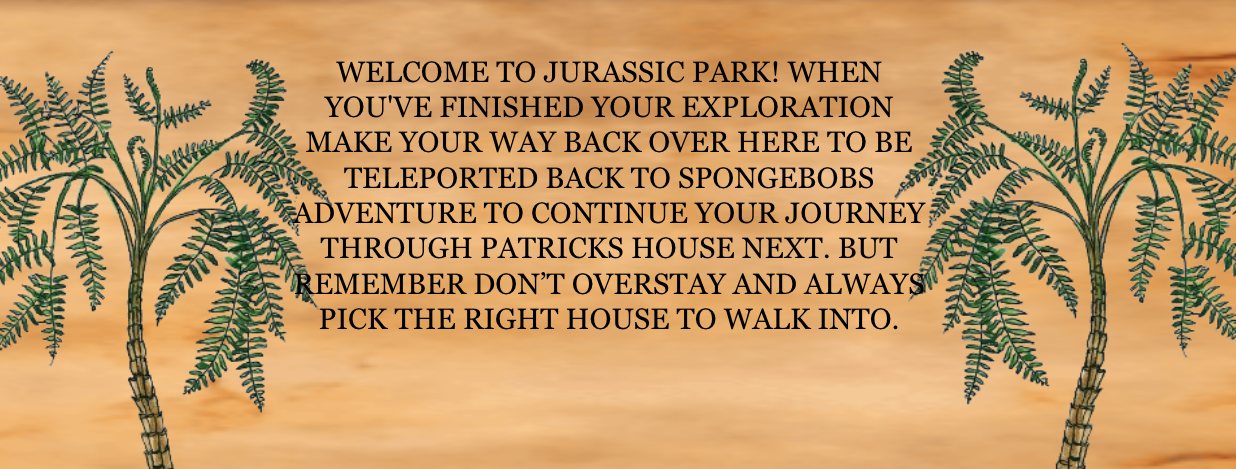 WELCOME TO JURASSIC PARK! WHEN
YOU'VE FINISHED YOUR EXPLORATION
MAKE YOUR WAY BACK OVER HERE TO BE
TELEPORTED BACK TO SPONGEBOBS
ADVENTURE TO CONTINUE YOUR JOURNEY
THROUGH PATRICKS HOUSE NEXT. BUT
REMEMBER DON’T OVERSTAY AND ALWAYS
PICK THE RIGHT HOUSE TO WALK INTO.